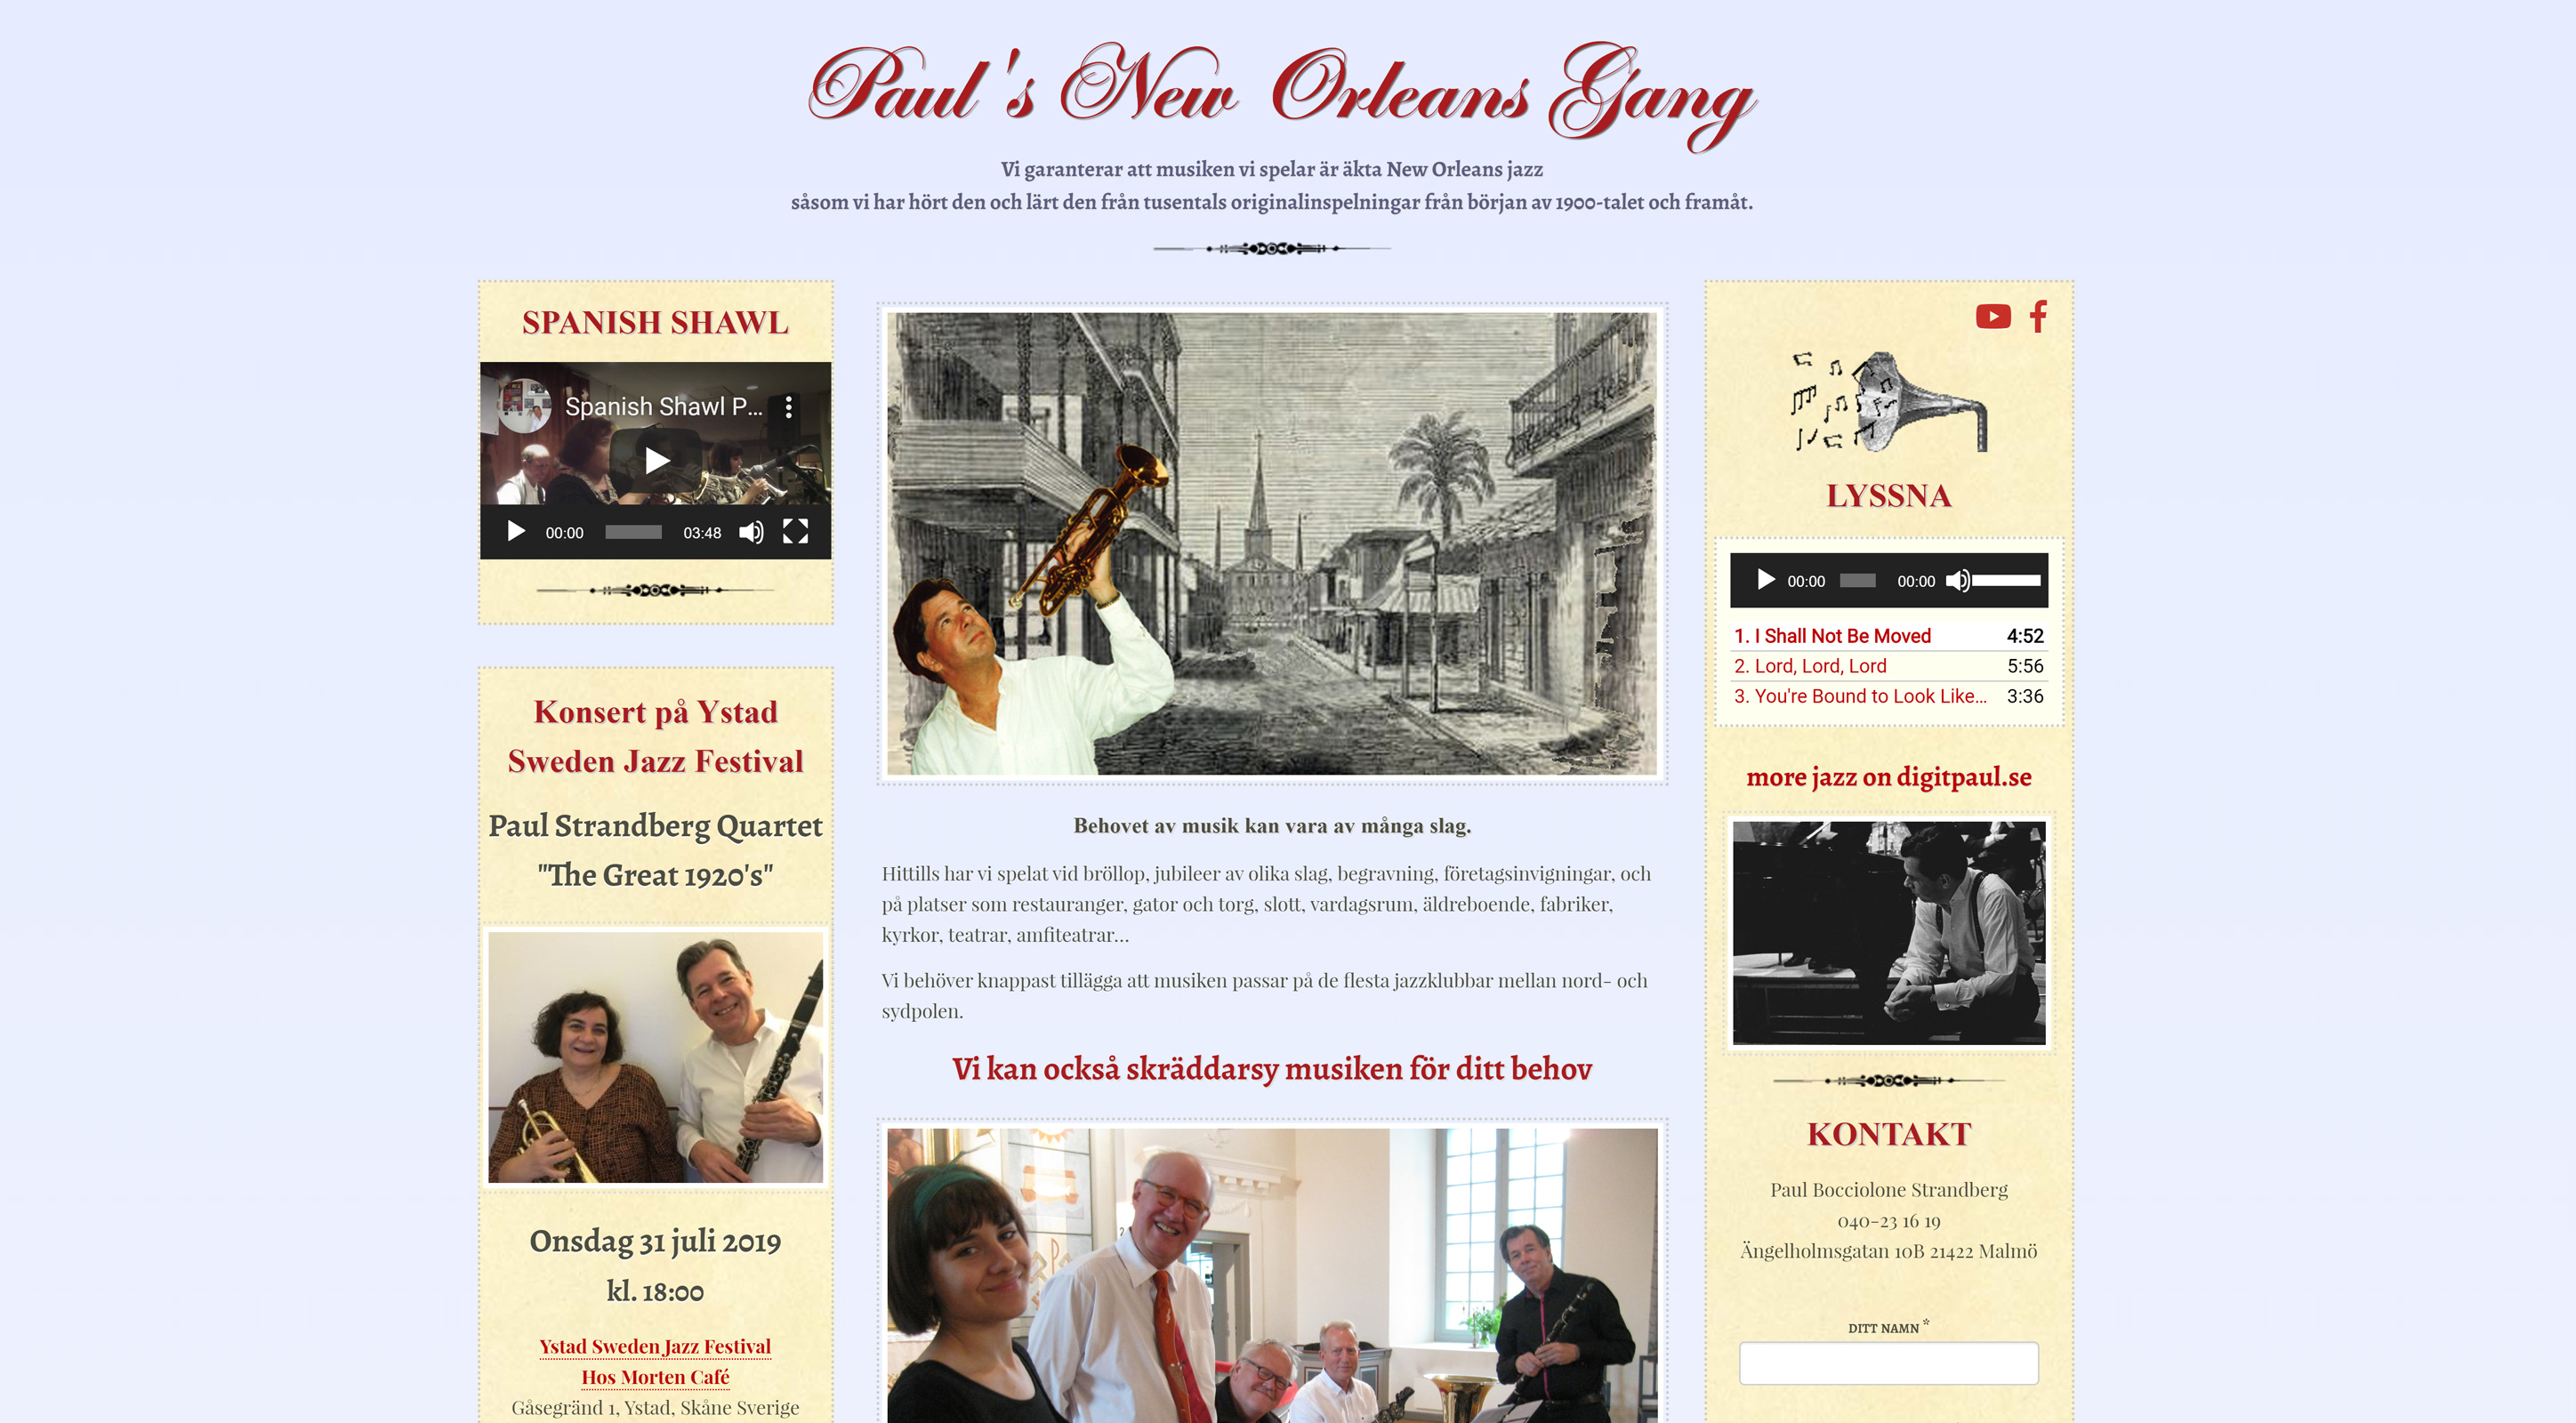 Paul's New Orleans Gang
Vi garanterar att musiken vi spelar är äkta New Orleans jazz
såsom vi har hört den och lärt den från tusentals originalinspelningar från början av 1900-talet och framåt.
SPANISH SHAWL
Spanish Shawl P...
00:00 03:48
Konsert på Ystad
Sweden Jazz Festival
Paul Strandberg Quartet
"The Great 1920's"
Onsdag 31 juli 2019
kl. 18:00
Ystad Sweden Jazz Festival
Hos Morten Café
Gåsegränd 1, Ystad, Skåne Sverige
Behovet av musik kan vara av många slag.
Hittills har vi spelat vid bröllop, jubileer av olika slag, begravning, företagsinvigningar, och
på platser som restauranger, gator och torg, slott, vardagsrum, äldreboende, fabriker,
kyrkor, teatrar, amfiteatrar...
Vi behöver knappast tillägga att musiken passar på de flesta jazzklubbar mellan nord- och
sydpolen.
Vi kan också skräddarsy musiken för ditt behov
LYSSNA
00:00 00:00
1. I Shall Not Be Moved 4:52
2. Lord, Lord, Lord 5:56
3. You're Bound to Look Like... 3:36
more jazz on digitpaul.se
KONTAKT
Paul Bocciolone Strandberg
040-23 16 19
Ängelholmsgatan 10B 21422 Malmö
DITT NAMN *